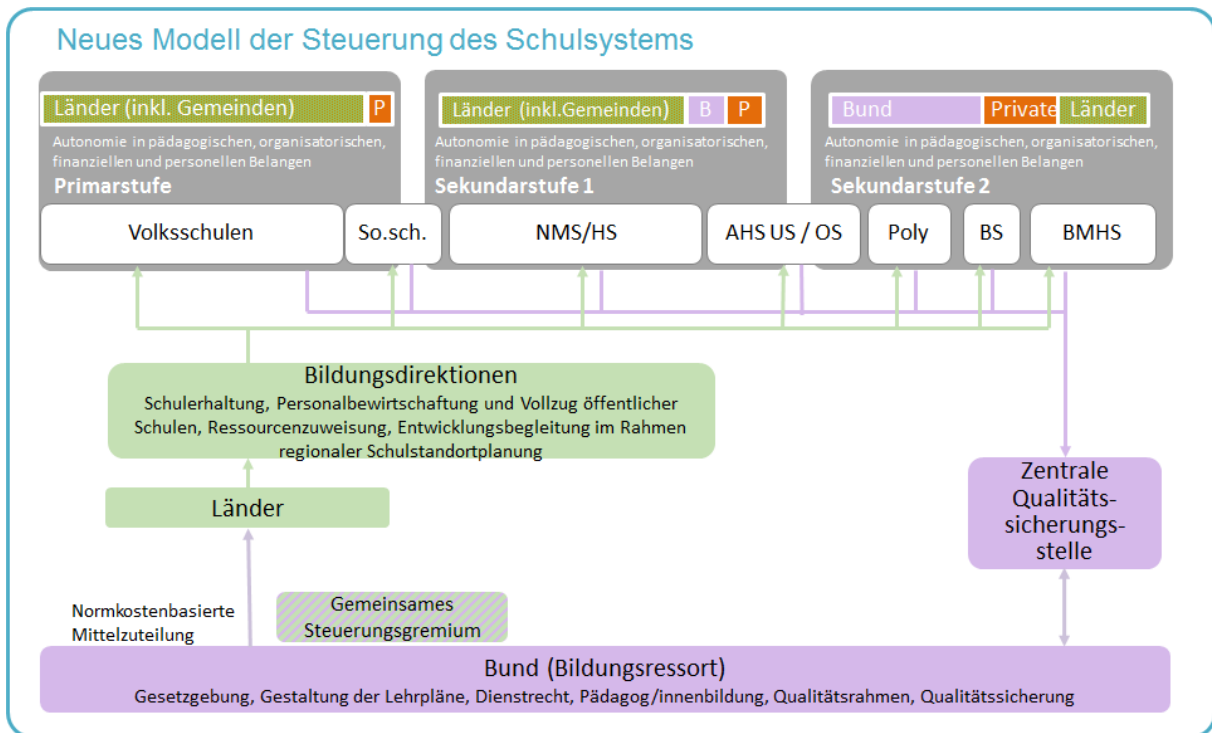 Neues Modell der Steuerung des Schulsystems
Länder (inkl. Gemeinden)
P
Autonomie in pädagogischen, organisatorischen,
finanziellen und personellen Belangen
Primarstufe
Länder (inkl.Gemeinden)
B
P
Autonomie in pädagogischen, organisatorischen,
finanziellen und personellen Belangen
Sekundarstufe 1
Bund
Private
Länder
Autonomie in pädagogischen, organisatorischen,
finanziellen und personellen Belangen
Sekundarstufe 2
Volksschulen
So.sch.
NMS/HS
AHS US / OS
Poly
BS
BMHS
Bildungsdirektionen
Schulerhaltung, Personalbewirtschaftung und Vollzug öffentlicher
Schulen, Ressourcenzuweisung, Entwicklungsbegleitung im Rahmen
regionaler Schulstandortplanung
Länder
Zentrale
Qualitäts-
sicherungs-
stelle
Normkostenbasierte
Mittelzuteilung
Gemeinsames
Steuerungsgremium
Bund (Bildungsressort)
Gesetzgebung, Gestaltung der Lehrpläne, Dienstrecht, Pädagog/innenbildung, Qualitätsrahmen, Qualitätssicherung